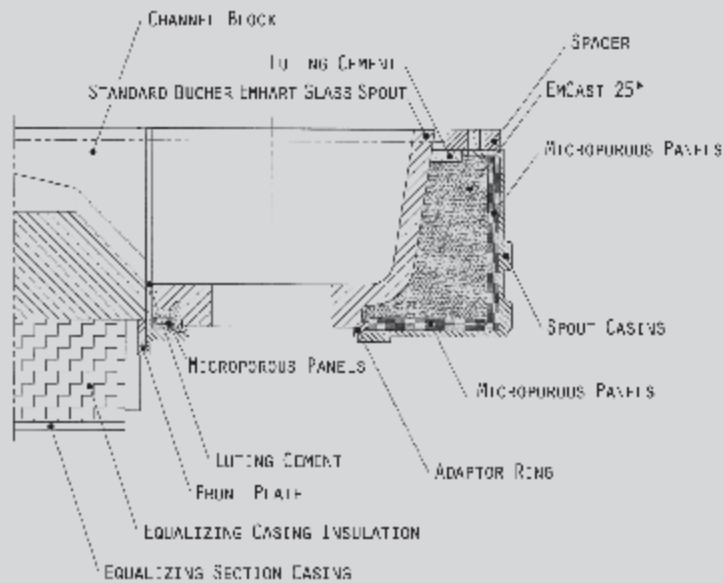 CHANNEL BLOCK
SPACER
LUTING CEMENT
EMCAST 25
STANDARD BUCHER EMHART GLASS SPOUT
MICROPOROUS PANELS
SPOUT CASING
MICROPOROUS PANELS
MICROPOROUS PANELS
LUTING CEMENT
ADAPTOR RING
FRONT PLATE
EQUALIZING CASING INSULATION
EQUALIZING SECTION CASING